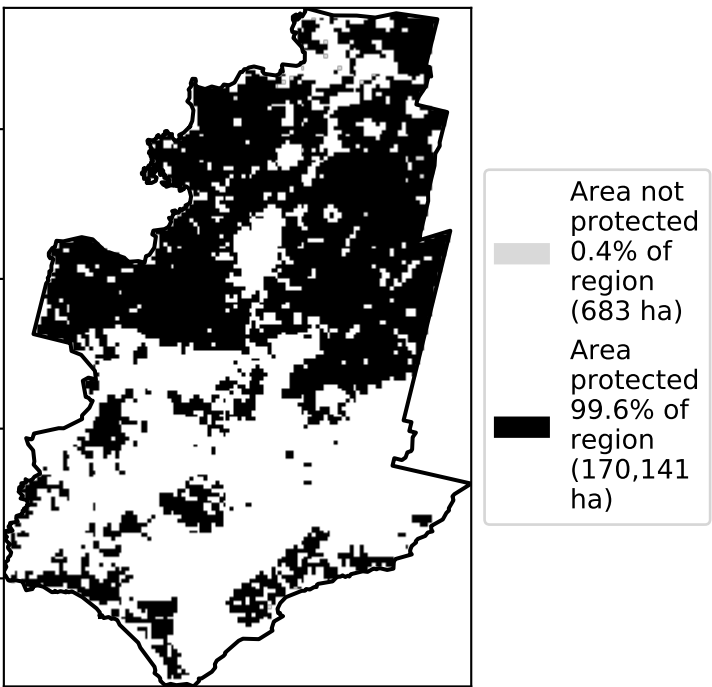 Area not
protected
0.4% of
region
(683 ha)
Area
protected
99.6% of
region
(170,141
ha)